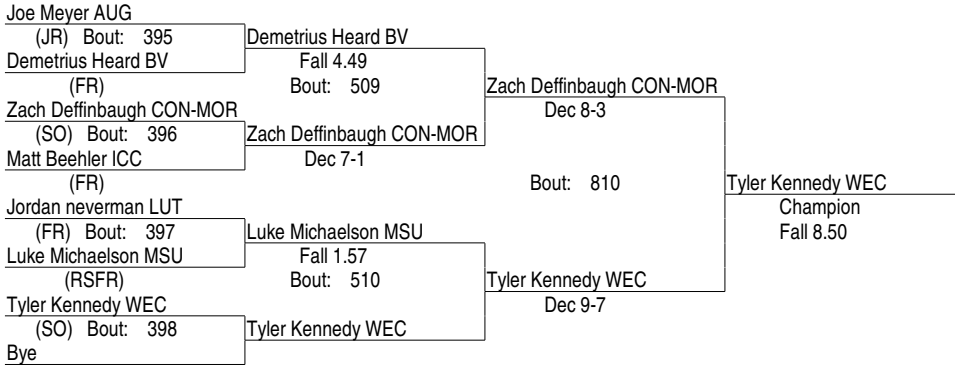 Joe Meyer AUG
(JR) Bout: 395
Demetrius Heard BV
Demetrius Heard BV
Fall 4.49
(FR)
Bout: 509
Zach Deffinbaugh CON-MOR
Zach Deffinbaugh CON-MOR
Dec 8-3
(SO) Bout: 396
Zach Deffinbaugh CON-MOR
Matt Beehler ICC
Dec 7-1
(FR)
Bout: 810
Tyler Kennedy WEC
Jordan neverman LUT
Champion
(FR) Bout: 397
Luke Michaelson MSU
Fall 8.50
Luke Michaelson MSU
Fall 1.57
(RSFR)
Bout: 510
Tyler Kennedy WEC
Tyler Kennedy WEC
Dec 9-7
(SO) Bout: 398
Tyler Kennedy WEC
Bye